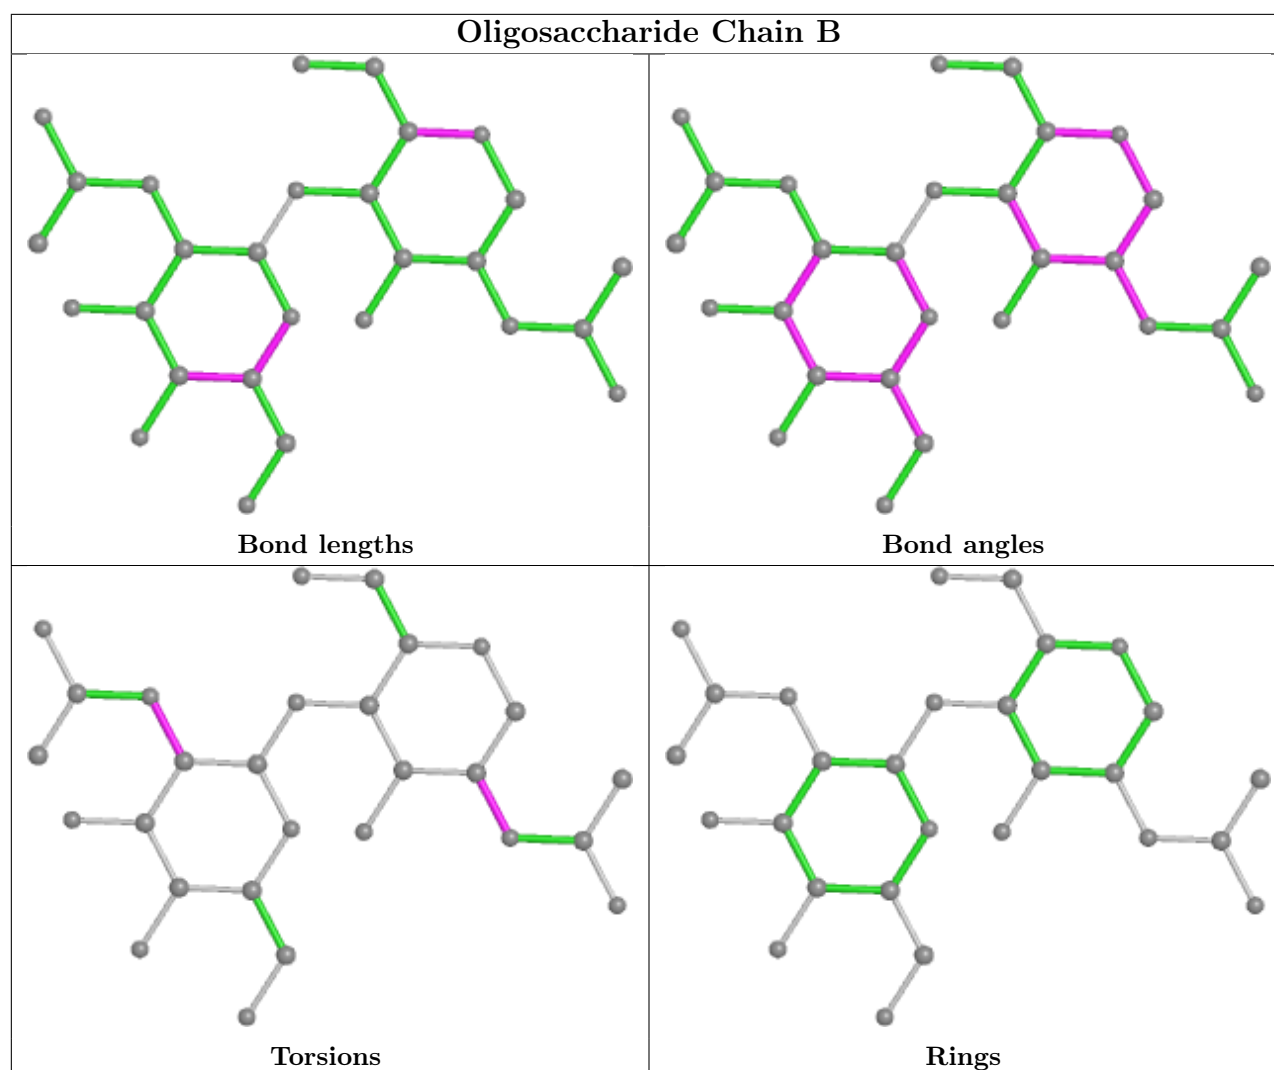 Oligosaccharide Chain B
Bond lengths
Bond angles
Torsions
Rings